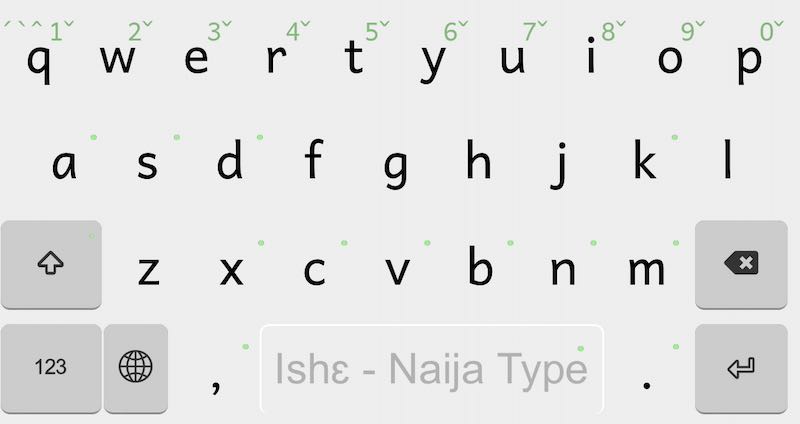 ˊ ˋ ˋ ˆ 1ˇ 2ˇ 3ˇ 4ˇ 5ˇ 6ˇ 7ˇ 8ˇ 9ˇ 0ˇ
q w e r t y u i o p
a s d f g h j k l
z x c v b n m
123 , Ishɛ - Naija Type .